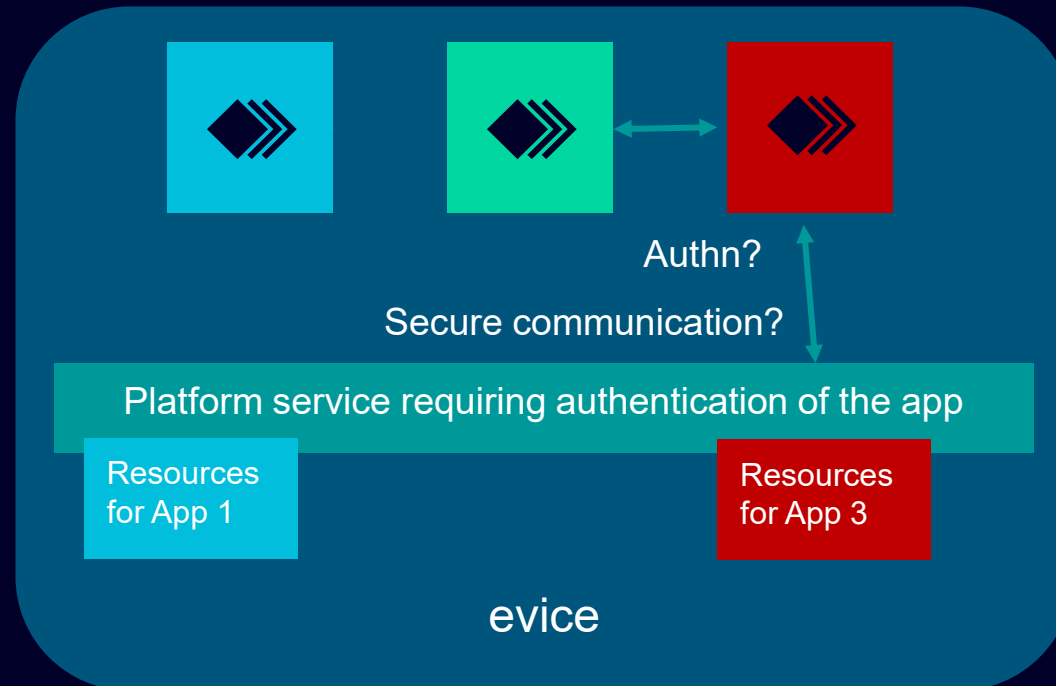 Authn?
Secure communication?
Platform service requiring authentication of the app
Resources
for App 1
Resources
for App 3
evice